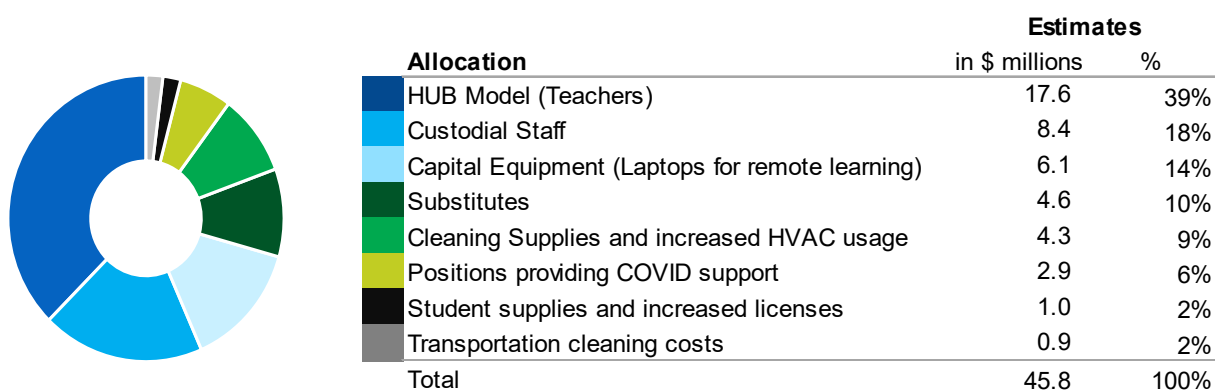 Estimates
Allocation in $ millions %
HUB Model (Teachers) 17.6 39%
Custodial Staff 8.4 18%
Capital Equipment (Laptops for remote learning) 6.1 14%
Substitutes 4.6 10%
Cleaning Supplies and increased HVAC usage 4.3 9%
Positions providing COVID support 2.9 6%
Student supplies and increased licenses 1.0 2%
Transportation cleaning costs 0.9 2%
Total 45.8 100%